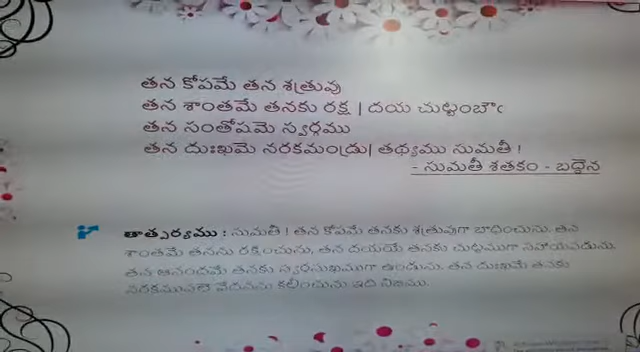 తన కోపమే తన శత్రువు
తన శాంతమే తనకు రక్ష | దయ చుట్టంబౌఁ
తన సంతోషమె స్వర్గము
తన దుఃఖమె నరకమండ్రు| తథ్యము సుమతీ !
- సుమతీ శతకం - బద్దెన
తాత్పర్యము : సుమతీ ! తన కోపమే తనకు శత్రువుగా బాధించును. తన
శాంతమే తనను రక్షించును, తన దయయే తనకు చుట్టముగా సహాయపడును.
తన ఆనందమే తనకు స్వర్గసుఖముగా ఉండును. తన దుఃఖమే తనకు
నరకమువలె వేదనను కలిగించును ఇది నిజము.